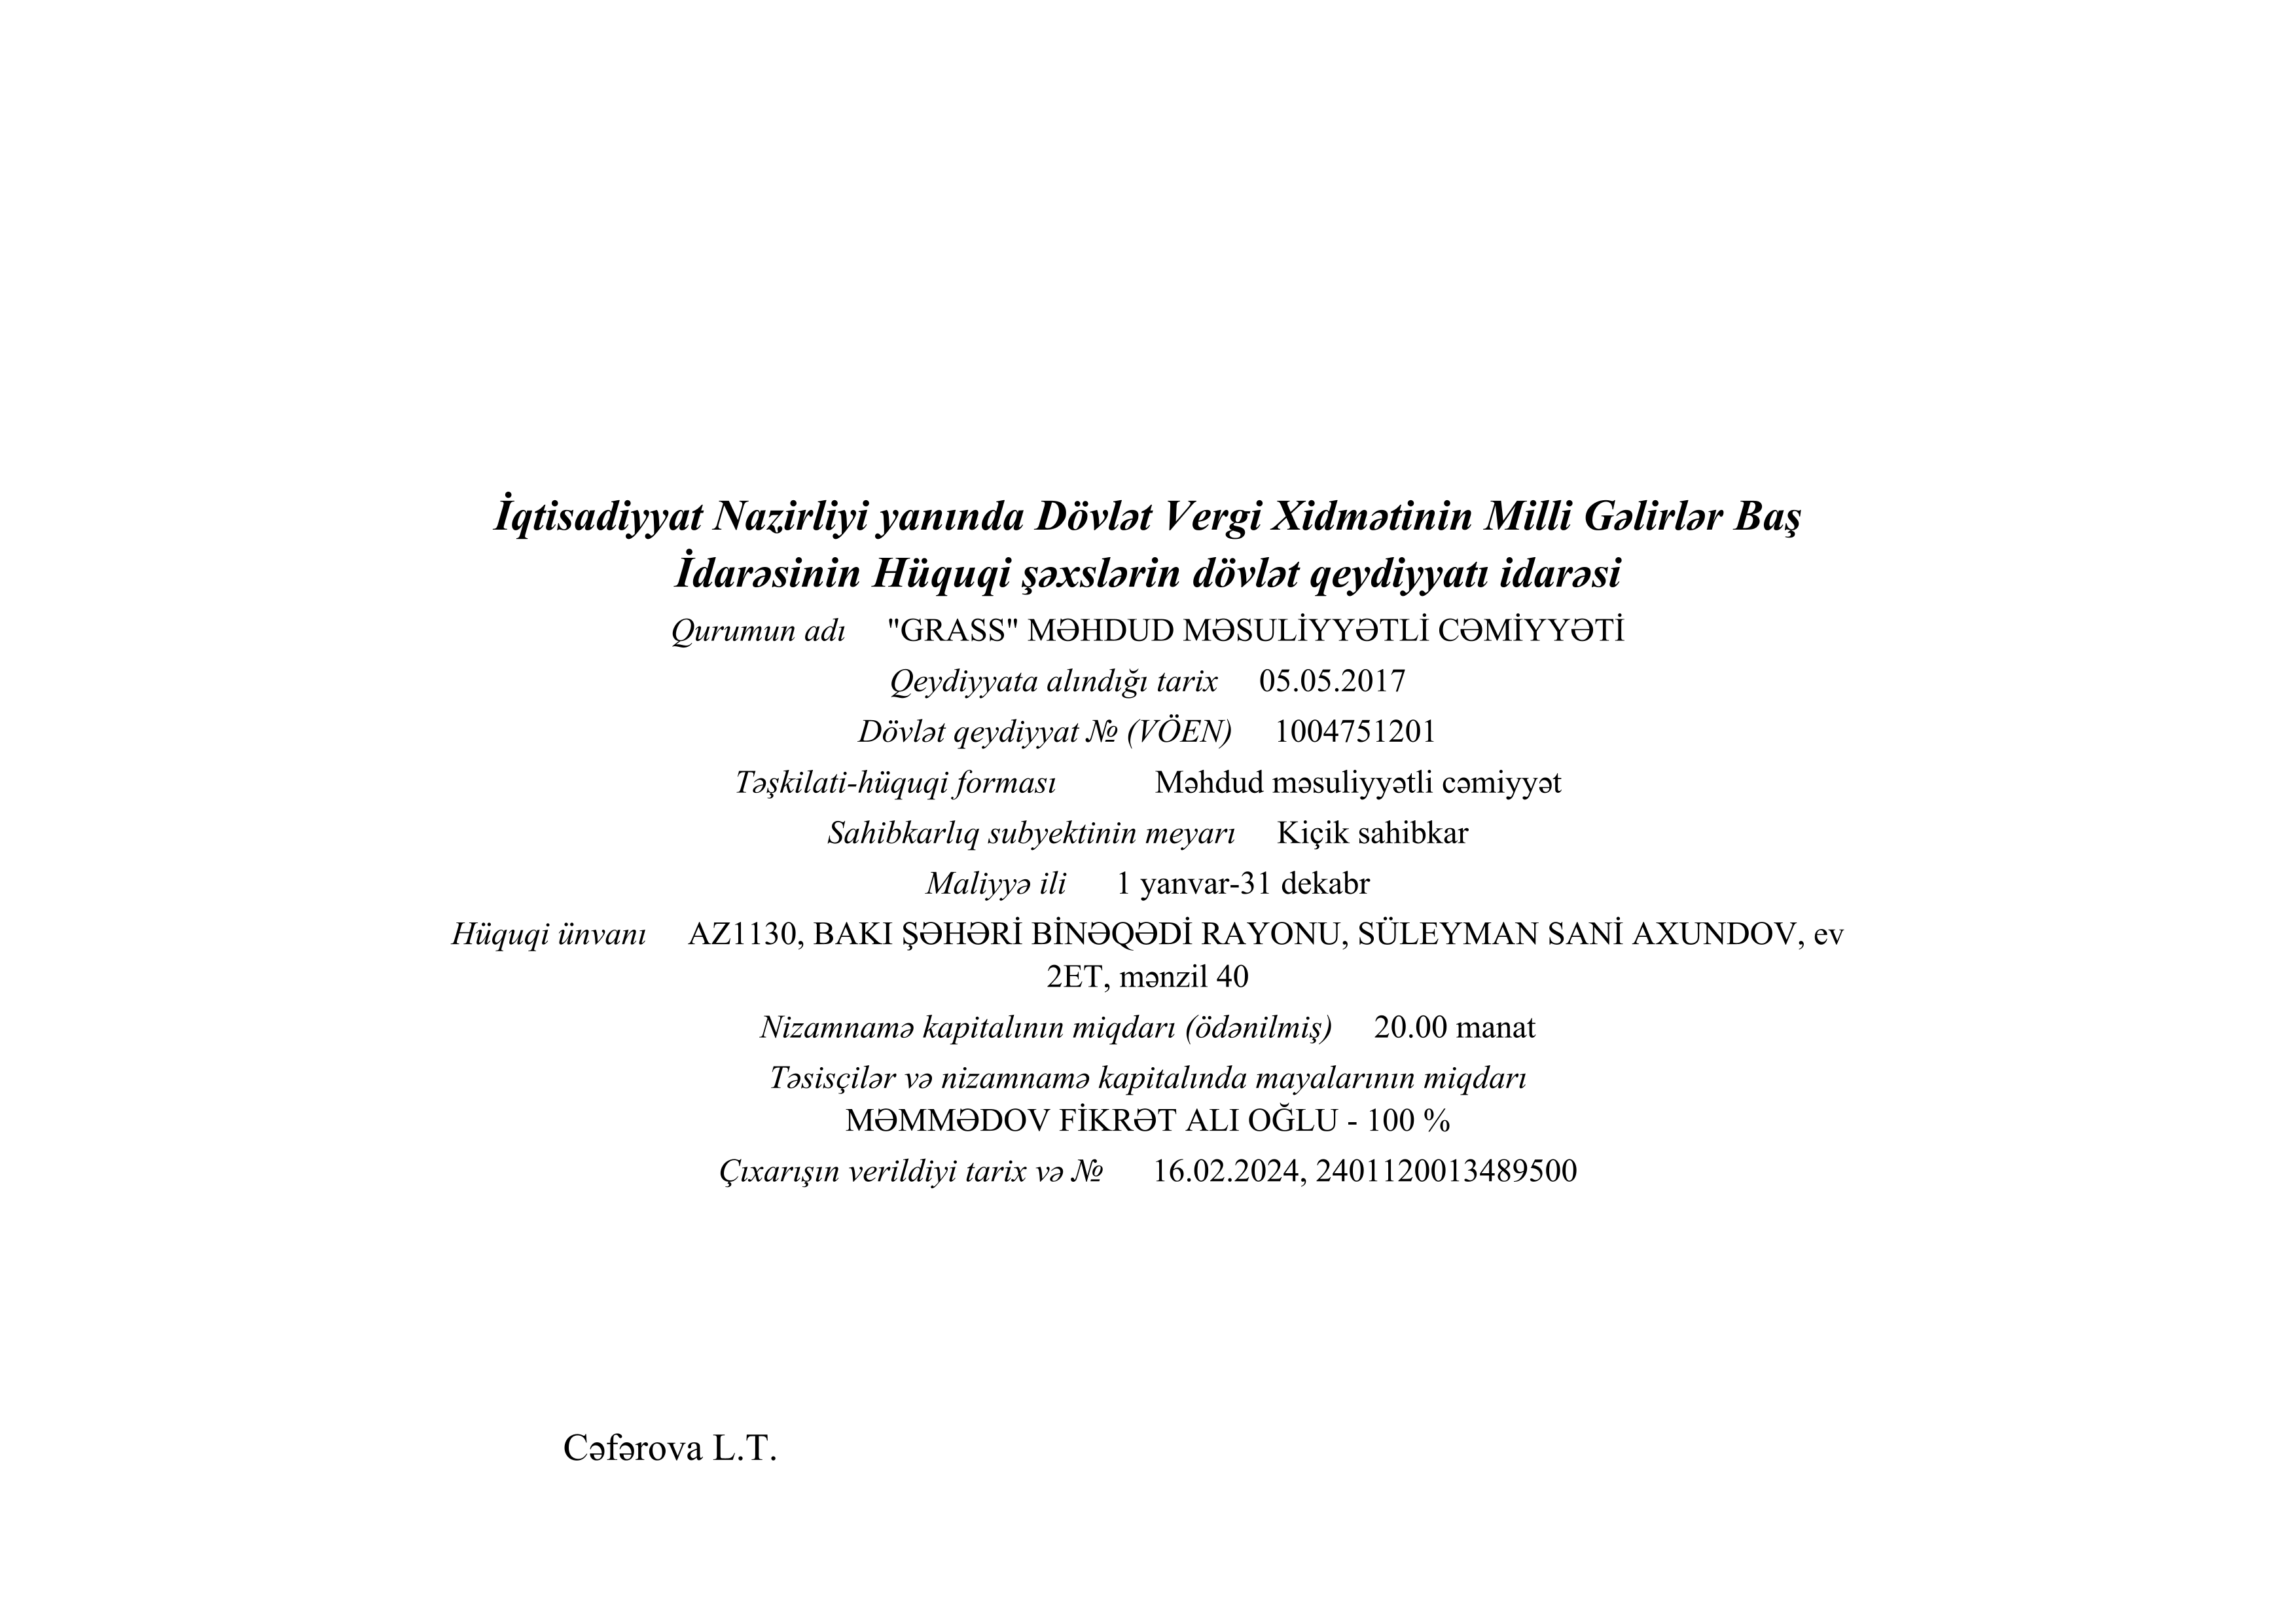 İqtisadiyyat Nazirliyi yanında Dövlət Vergi Xidmətinin Milli Gəlirlər Baş
İdarəsinin Hüquqi şəxslərin dövlət qeydiyyatı idarəsi
Qurumun adı "GRASS" MƏHDUD MƏSULİYYƏTLİ CƏMİYYƏTİ
Qeydiyyata alındığı tarix 05.05.2017
Dövlət qeydiyyat № (VÖEN) 1004751201
Təşkilati-hüquqi forması Məhdud məsuliyyətli cəmiyyət
Sahibkarlıq subyektinin meyarı Kiçik sahibkar
Maliyyə ili 1 yanvar-31 dekabr
Hüquqi ünvanı AZ1130, BAKI ŞƏHƏRİ BİNƏQƏDİ RAYONU, SÜLEYMAN SANİ AXUNDOV, ev
2ET, mənzil 40
Nizamnamə kapitalının miqdarı (ödənilmiş) 20.00 manat
Təsisçilər və nizamnamə kapitalında mayalarının miqdarı
MƏMMƏDOV FİKRƏT ALI OĞLU - 100 %
Çıxarışın verildiyi tarix və № 16.02.2024, 2401120013489500
Cəfərova L.T.